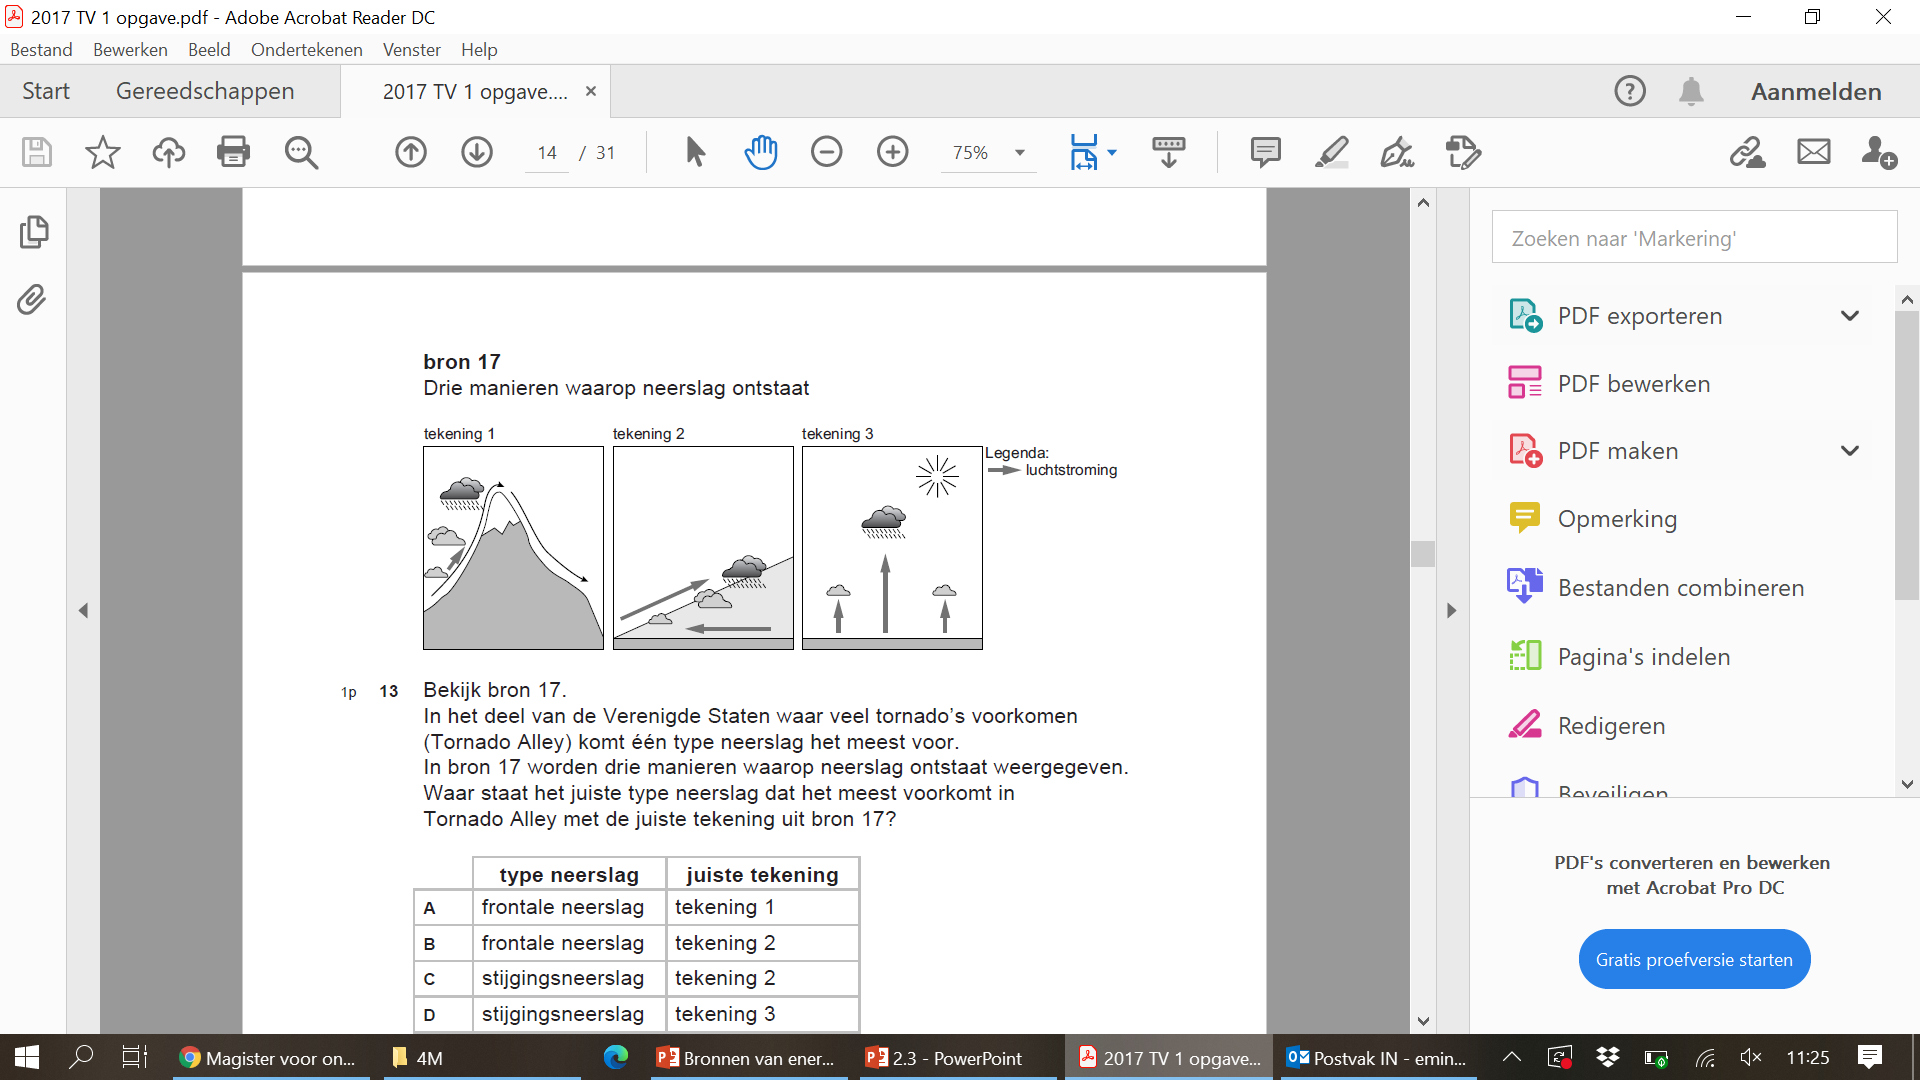 2017 TV 1 opgave.pdf - Adobe Acrobat Reader DC
Bestand Bewerken Beeld Ondertekenen Venster Help
Start Gereedschappen 2017 TV 1 opgave.... × Aanmelden
14 / 31 75%
Zoeken naar 'Markering'
PDF exporteren
PDF bewerken
PDF maken
Opmerking
Bestanden combineren
Pagina's indelen
Redigeren
Beveiligen
PDF's converteren en bewerken
met Acrobat Pro DC
Gratis proefversie starten
bron 17
Drie manieren waarop neerslag ontstaat
tekening 1 tekening 2 tekening 3
Legenda:
luchtstroming
1p 13 Bekijk bron 17.
In het deel van de Verenigde Staten waar veel tornado's voorkomen
(Tornado Alley) komt één type neerslag het meest voor.
In bron 17 worden drie manieren waarop neerslag ontstaat weergegeven.
Waar staat het juiste type neerslag dat het meest voorkomt in
Tornado Alley met de juiste tekening uit bron 17?
type neerslag juiste tekening
A frontale neerslag tekening 1
B frontale neerslag tekening 2
C stijgingsneerslag tekening 2
D stijgingsneerslag tekening 3
Magister voor on... 4M Bronnen van ener... 2.3 - PowerPoint 2017 TV 1 opgave... Postvak IN - emin... 11:25